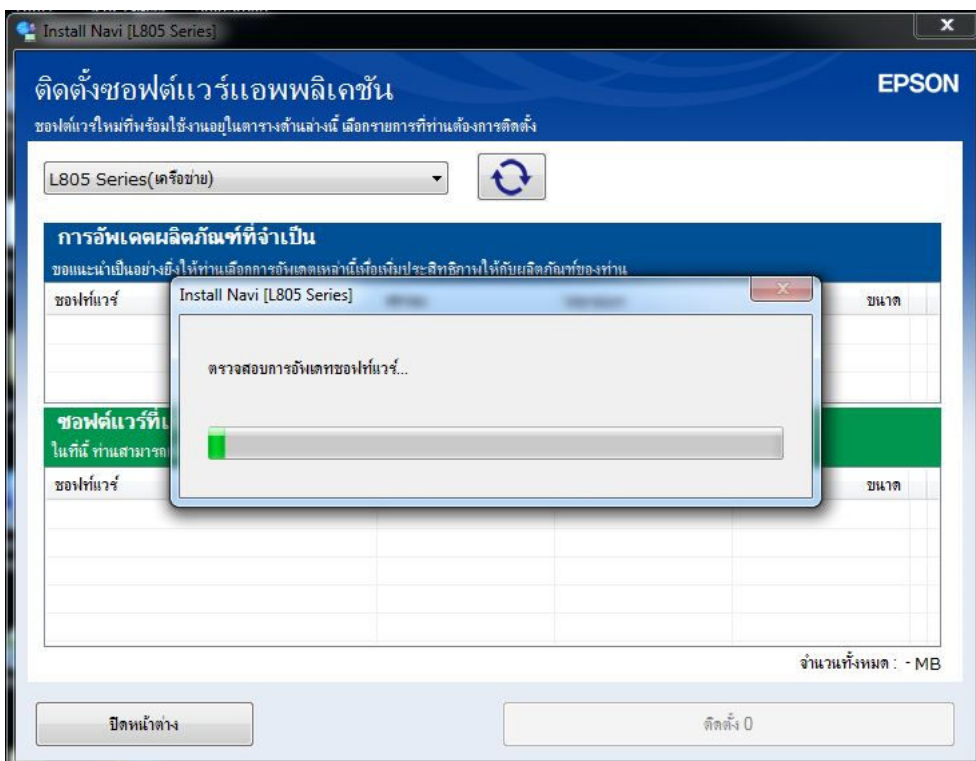 Install Navi [L805 Series]
ติดตั้งซอฟต์แวร์แอพพลิเคชัน
EPSON
ซอฟต์แวร์ใหม่ที่พร้อมใช้งานอยู่ในตารางด้านล่างนี้ เลือกรายการที่ท่านต้องการติดตั้ง
L805 Series(เครือข่าย)
การอัพเดตผลิตภัณฑ์ที่จำเป็น
ขอแนะนำเป็นอย่างยิ่งให้ท่านเลือกการอัพเดตเหล่านี้เพื่อเพิ่มประสิทธิภาพให้กับผลิตภัณฑ์ของท่าน
ซอฟท์แวร์ ขนาด
Install Navi [L805 Series]
ตรวจสอบการอัพเดทซอฟท์แวร์...
ซอฟต์แวร์ที่
ในที่นี้ ท่านสามารถ
ซอฟท์แวร์ ขนาด
จำนวนทั้งหมด : - MB
ปิดหน้าต่าง
ติดตั้ง 0